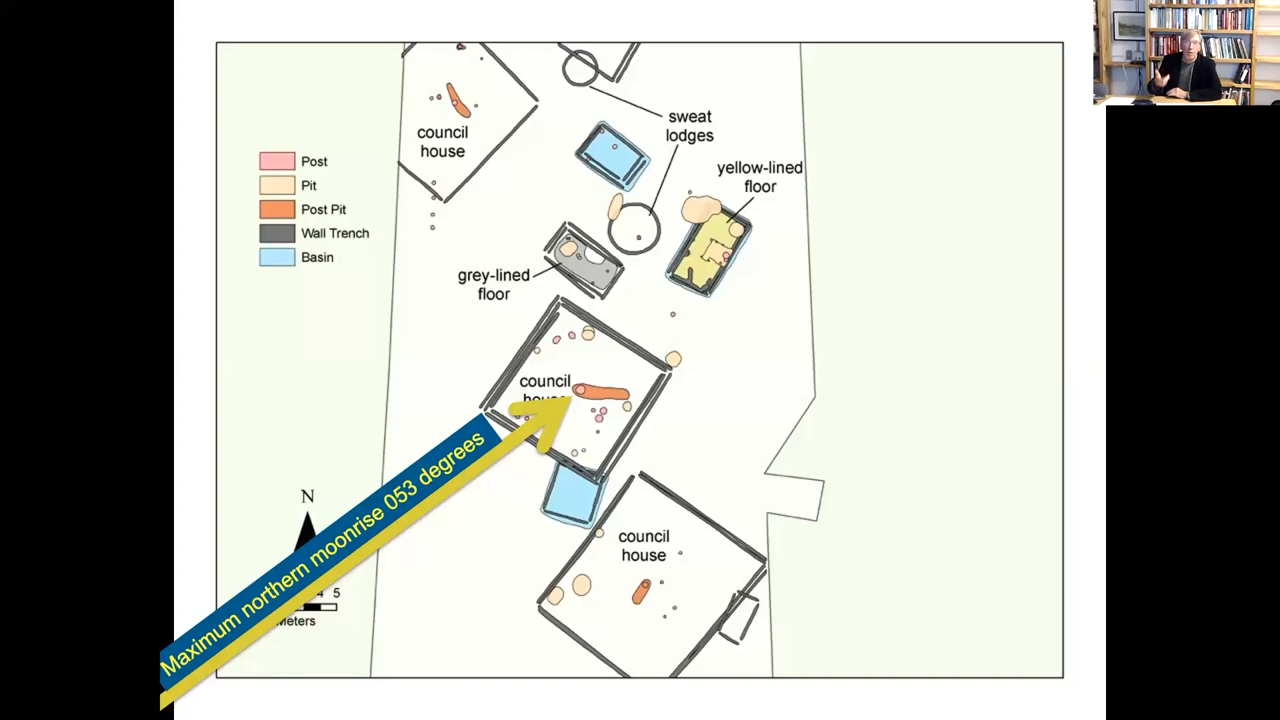 sweat
lodges
council
house
yellow-lined
floor
Post
Pit
Post Pit
Wall Trench
Basin
grey-lined
floor
council
house
Maximum northern moonrise 053 degrees
N
4 5
Meters
council
house